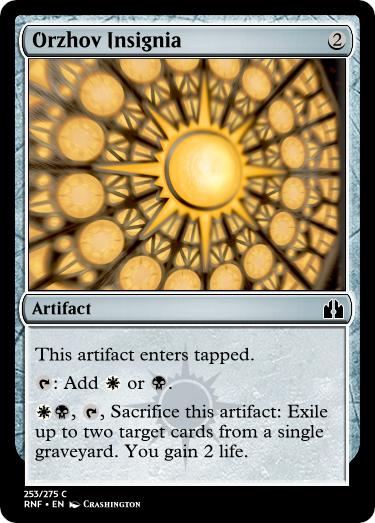 Orzhov Insignia 2
Artifact
This artifact enters tapped.
: Add or .
, , Sacrifice this artifact: Exile
up to two target cards from a single
graveyard. You gain 2 life.
253/275 C
RNF • EN Crashington